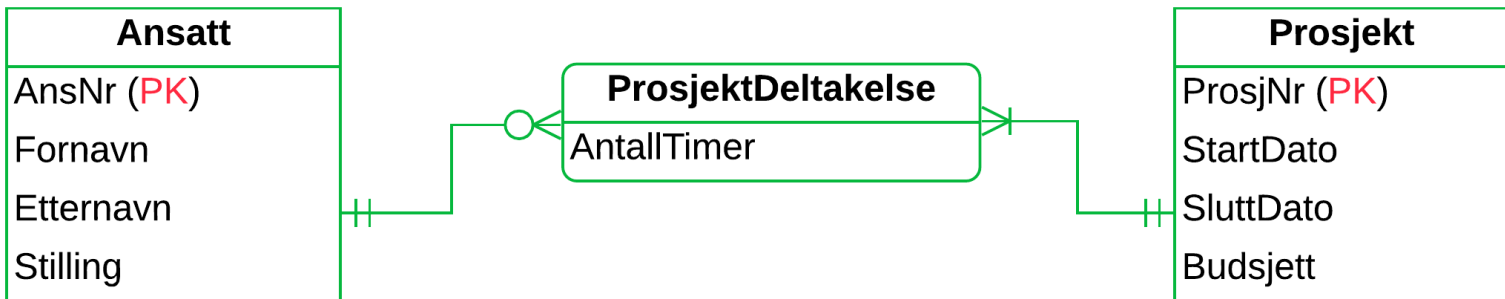 Ansatt
AnsNr (PK)
Fornavn
Etternavn
Stilling
ProsjektDeltakelse
AntallTimer
Prosjekt
ProsjNr (PK)
StartDato
SluttDato
Budsjett